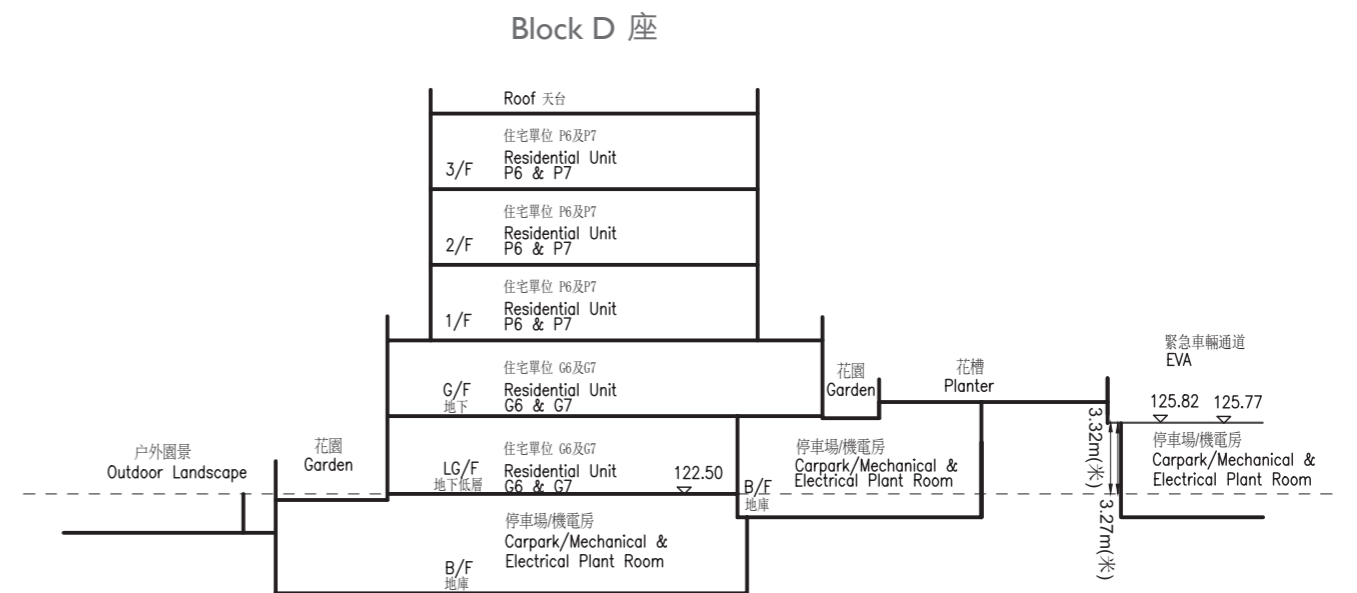 Block D 座
Roof 天台
住宅單位 P6及P7
3/F
Residential Unit
P6 & P7
住宅單位 P6及P7
2/F
Residential Unit
P6 & P7
住宅單位 P6及P7
1/F
Residential Unit
P6 & P7
緊急車輛通道
EVA
住宅單位 G6及G7
G/F
地下
Residential Unit
G6 & G7
花園
Garden
花槽
Planter
125.82 125.77
3.32m(米)
3.27m(米)
户外園景
Outdoor Landscape
花園
Garden
住宅單位 G6及G7
LG/F
地下低層
Residential Unit
G6 & G7
122.50
B/F
地庫
停車場/機電房
Carpark/Mechanical &
Electrical Plant Room
停車場/機電房
Carpark/Mechanical &
Electrical Plant Room
停車場/機電房
B/F
地庫
Carpark/Mechanical &
Electrical Plant Room